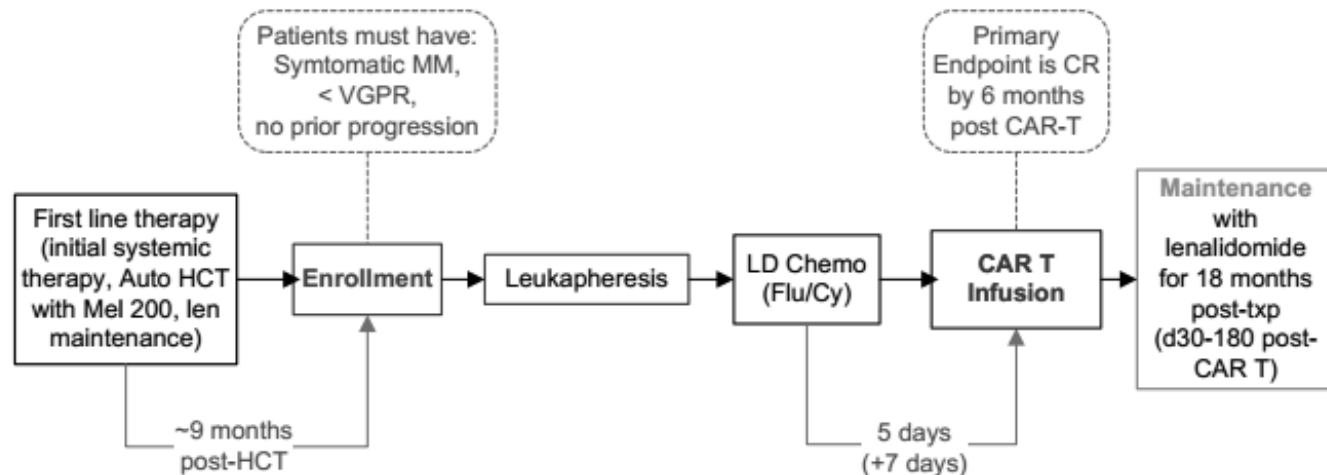 Patients must have:
Symtomatic MM,
< VGPR,
no prior progression
Primary
Endpoint is CR
by 6 months
post CAR-T
First line therapy
(initial systemic
therapy, Auto HCT
with Mel 200, len
maintenance)
Enrollment
Leukapheresis
LD Chemo
(Flu/Cy)
CAR T
Infusion
Maintenance
with
lenalidomide
for 18 months
post-txp
(d30-180 post-
CAR T)
~9 months
post-HCT
5 days
(+7 days)